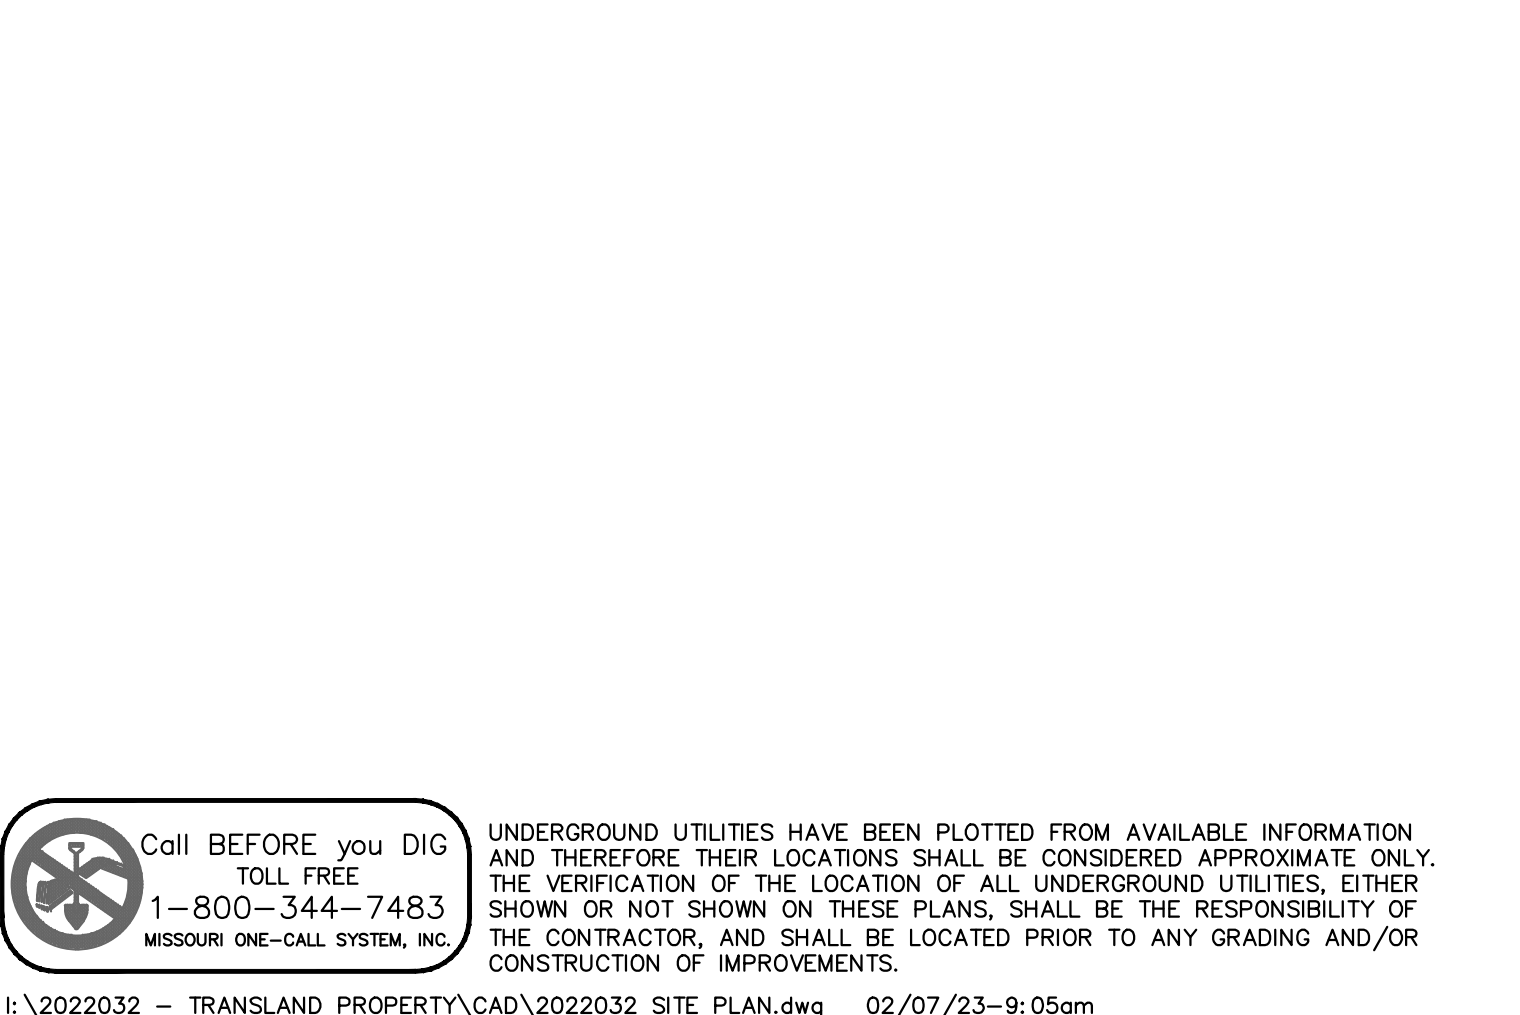 Call BEFORE you DIG
TOLL FREE
1-800-344-7483
MISSOURI ONE-CALL SYSTEM, INC.
UNDERGROUND UTILITIES HAVE BEEN PLOTTED FROM AVAILABLE INFORMATION
AND THEREFORE THEIR LOCATIONS SHALL BE CONSIDERED APPROXIMATE ONLY.
THE VERIFICATION OF THE LOCATION OF ALL UNDERGROUND UTILITIES, EITHER
SHOWN OR NOT SHOWN ON THESE PLANS, SHALL BE THE RESPONSIBILITY OF
THE CONTRACTOR, AND SHALL BE LOCATED PRIOR TO ANY GRADING AND/OR
CONSTRUCTION OF IMPROVEMENTS.
I:\2022032 - TRANSLAND PROPERTY\CAD\2022032 SITE PLAN.dwg 02/07/23-9:05am